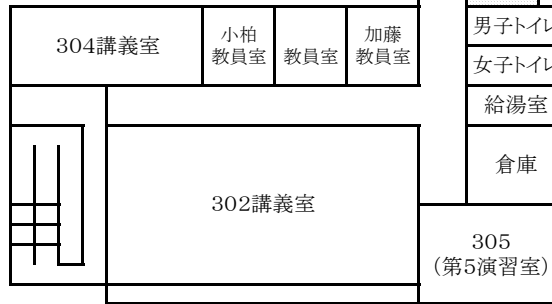 304講義室
小柏
教員室
教員室
加藤
教員室
男子トイレ
女子トイレ
給湯室
倉庫
302講義室
305
(第5演習室)